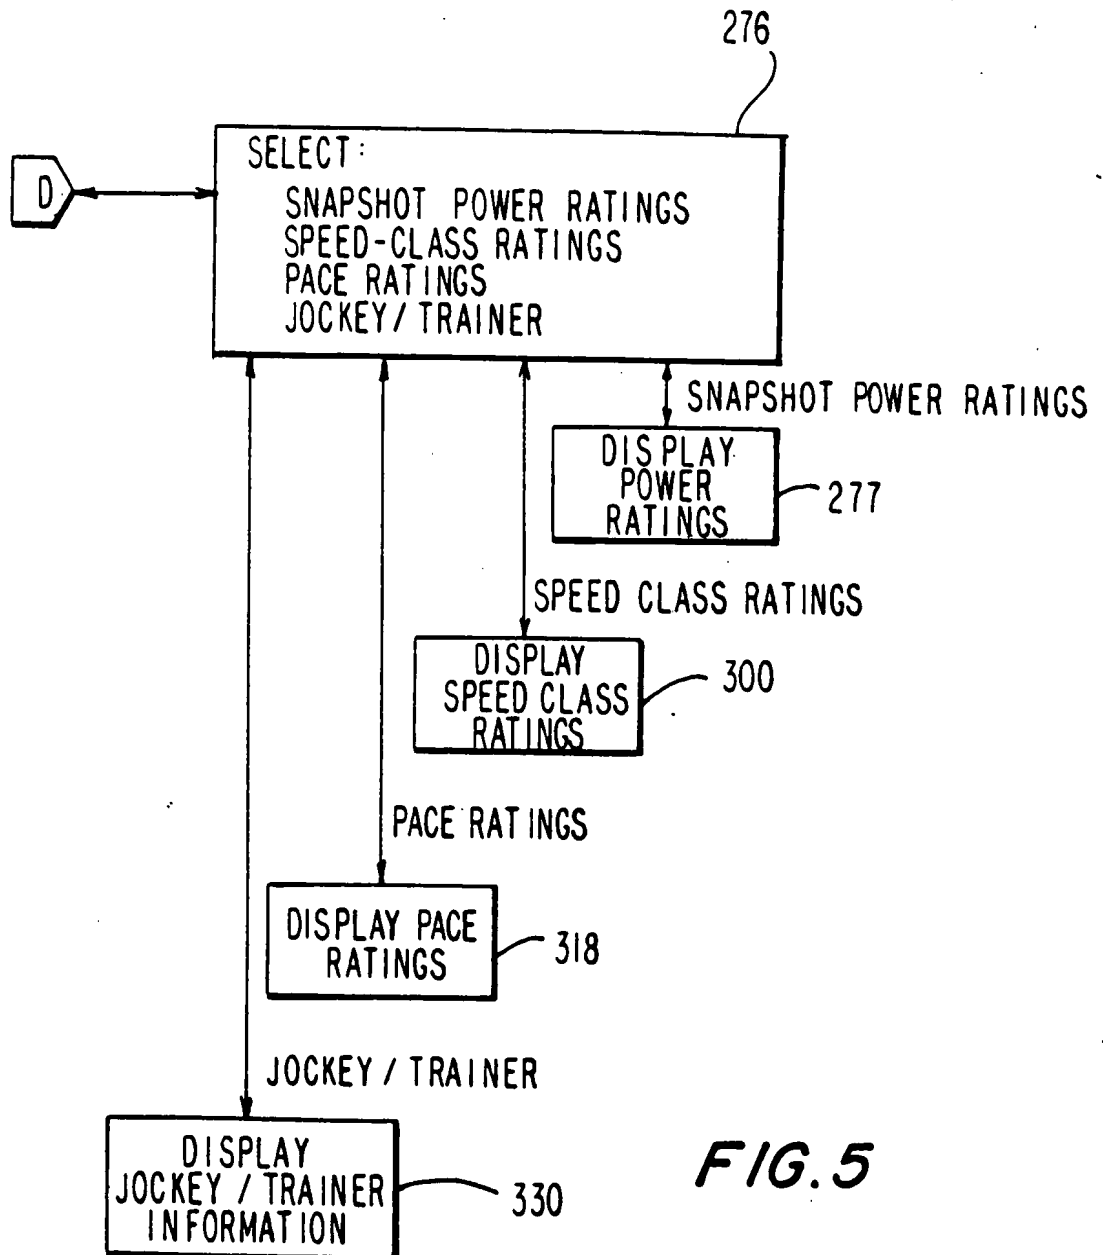 276
SELECT:
D
SNAPSHOT POWER RATINGS
SPEED-CLASS RATINGS
PACE RATINGS
JOCKEY / TRAINER
SNAPSHOT POWER RATINGS
DISPLAY
POWER
RATINGS
277
SPEED CLASS RATINGS
DISPLAY
SPEED CLASS
RATINGS
300
PACE RATINGS
DISPLAY PACE
RATINGS
318
JOCKEY / TRAINER
DISPLAY
JOCKEY / TRAINER
INFORMATION
330
FIG. 5